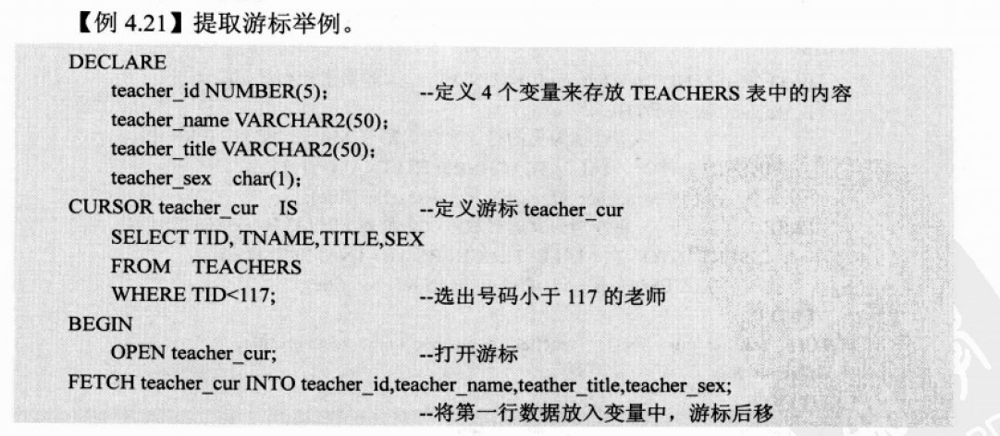 【例 4.21】提取游标举例。
DECLARE
teacher_id NUMBER(5); --定义 4 个变量来存放 TEACHERS 表中的内容
teacher_name VARCHAR2(50);
teacher_title VARCHAR2(50);
teacher_sex char(1);
CURSOR teacher_cur IS --定义游标 teacher_cur
SELECT TID, TNAME,TITLE,SEX
FROM TEACHERS
WHERE TID<117; --选出号码小于 117 的老师
BEGIN
OPEN teacher_cur; --打开游标
FETCH teacher_cur INTO teacher_id,teacher_name,teather_title,teacher_sex;
--将第一行数据放入变量中，游标后移